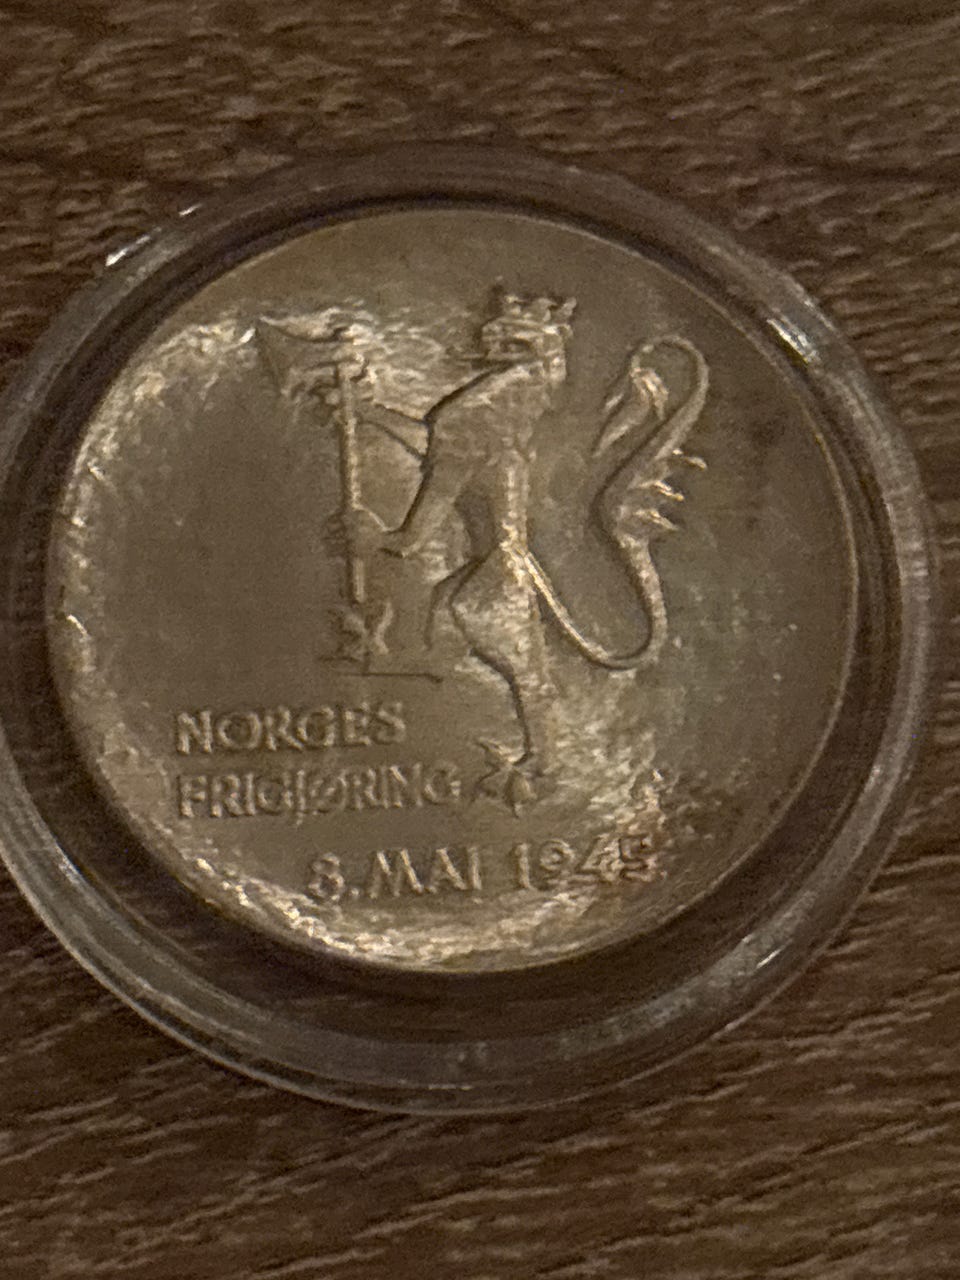 NORGES
FRIGJØRING
8. MAI 1945